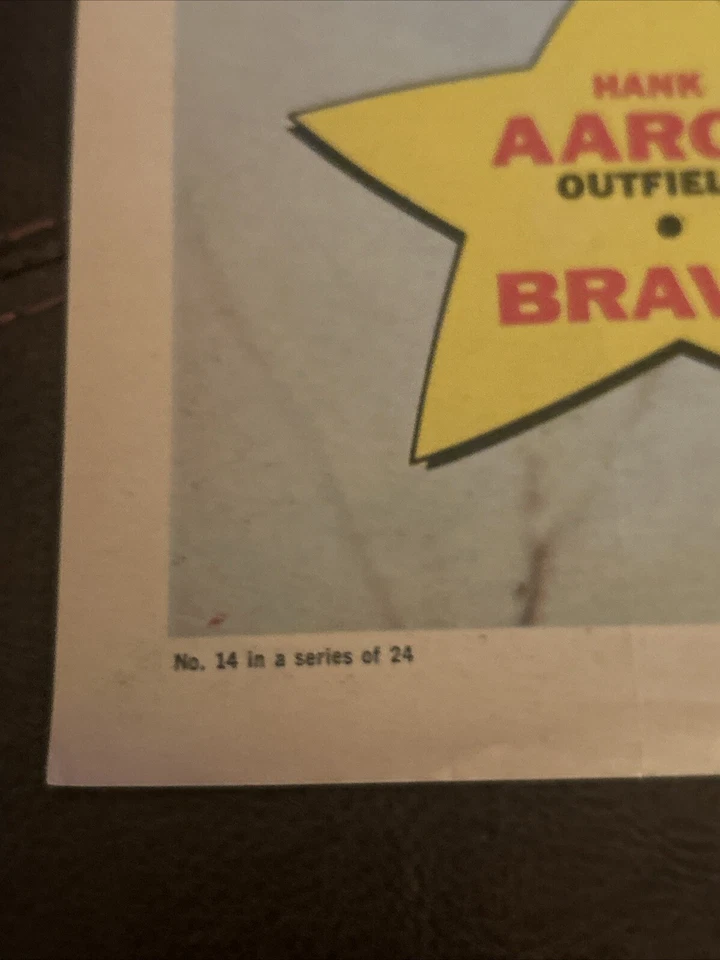 HANK
AARO
OUTFIEL
•
BRAV
No. 14 in a series of 24